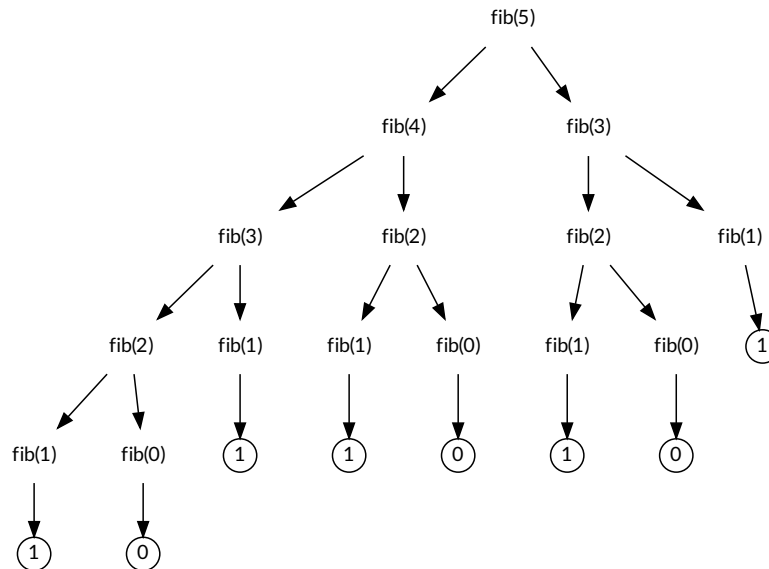 fib(5)
fib(4) fib(3)
fib(3) fib(2) fib(2) fib(1)
fib(2) fib(1) fib(1) fib(0) fib(1) fib(0) 1
fib(1) fib(0) 1 1 0 1 0
1 0